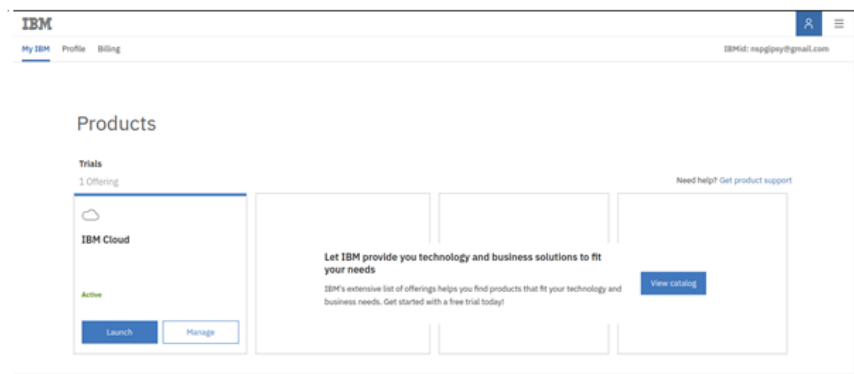 IBM
My IBM Profile Billing
IBMid: nspgipsy@gmail.com
Products
Trials
1 Offering
Need help? Get product support
IBM Cloud
Let IBM provide you technology and business solutions to fit
your needs
IBM's extensive list of offerings helps you find products that fit your technology and
business needs. Get started with a free trial today!
View catalog
Active
Launch
Manage